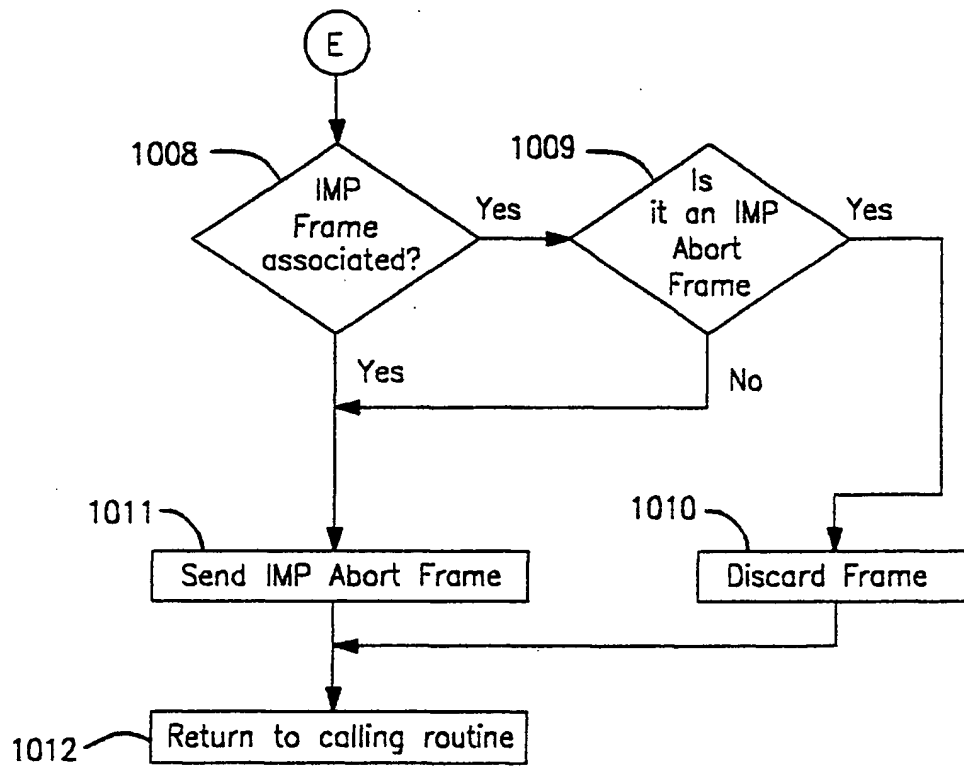 E
1008
IMP
Frame
associated?
Yes
Yes
1009
Is
it an IMP
Abort
Frame
Yes
No
1011
Send IMP Abort Frame
1010
Discard Frame
1012
Return to calling routine